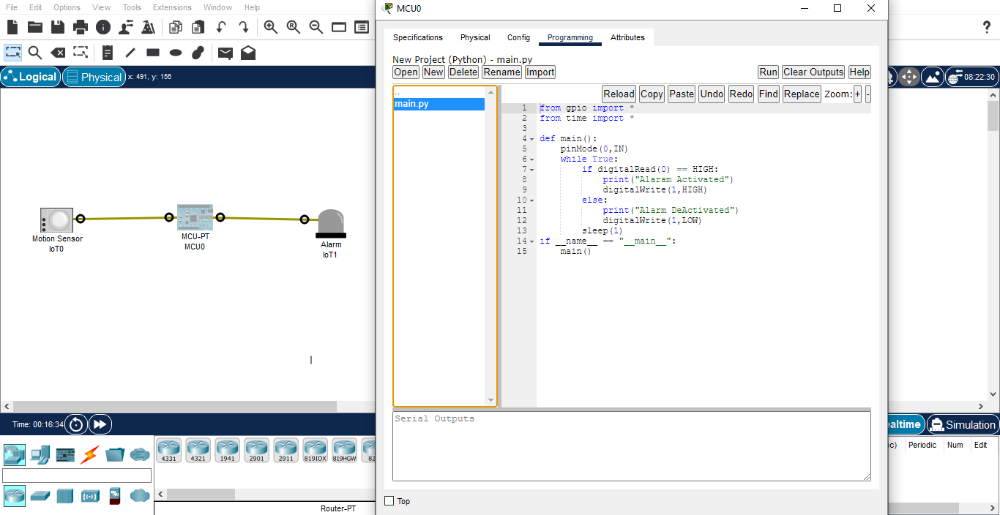 File Edit Options View Tools Extensions Window Help
MCU0
?
Specifications Physical Config Programming Attributes
New Project (Python) - main.py
Open New Delete Rename Import Run Clear Outputs Help
Logical Physical x: 491, y: 156
08:22:30
Reload Copy Paste Undo Redo Find Replace Zoom: + -
..
main.py
1 from gpio import *
2 from time import *
3
4 def main():
5 pinMode(0,IN)
6 while True:
7 if digitalRead(0) == HIGH:
8 print("Alaram Activated")
9 digitalWrite(1,HIGH)
10 else:
11 print("Alarm DeActivated")
12 digitalWrite(1,LOW)
13 sleep(1)
14 if __name__ == "__main__":
15 main()
Motion Sensor
IoT0
MCU-PT
MCU0
Alarm
IoT1
Serial Outputs
Time: 00:16:34
ealtime Simulation
ec) Periodic Num Edit
4331 4321 1941 2901 2911 819IOX 819HGW 82
Router-PT
Top